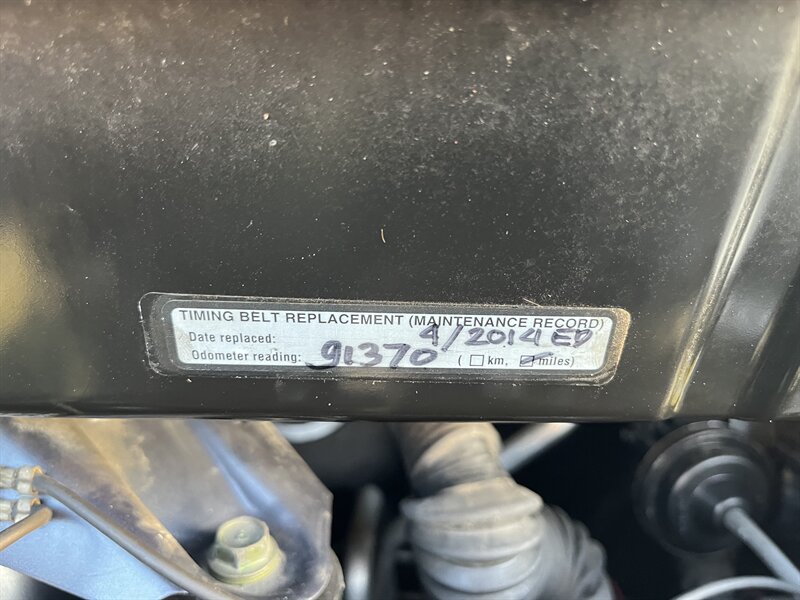 TIMING BELT REPLACEMENT (MAINTENANCE RECORD)
Date replaced: 4/2014 ED
Odometer reading: 91370 ( km, miles)